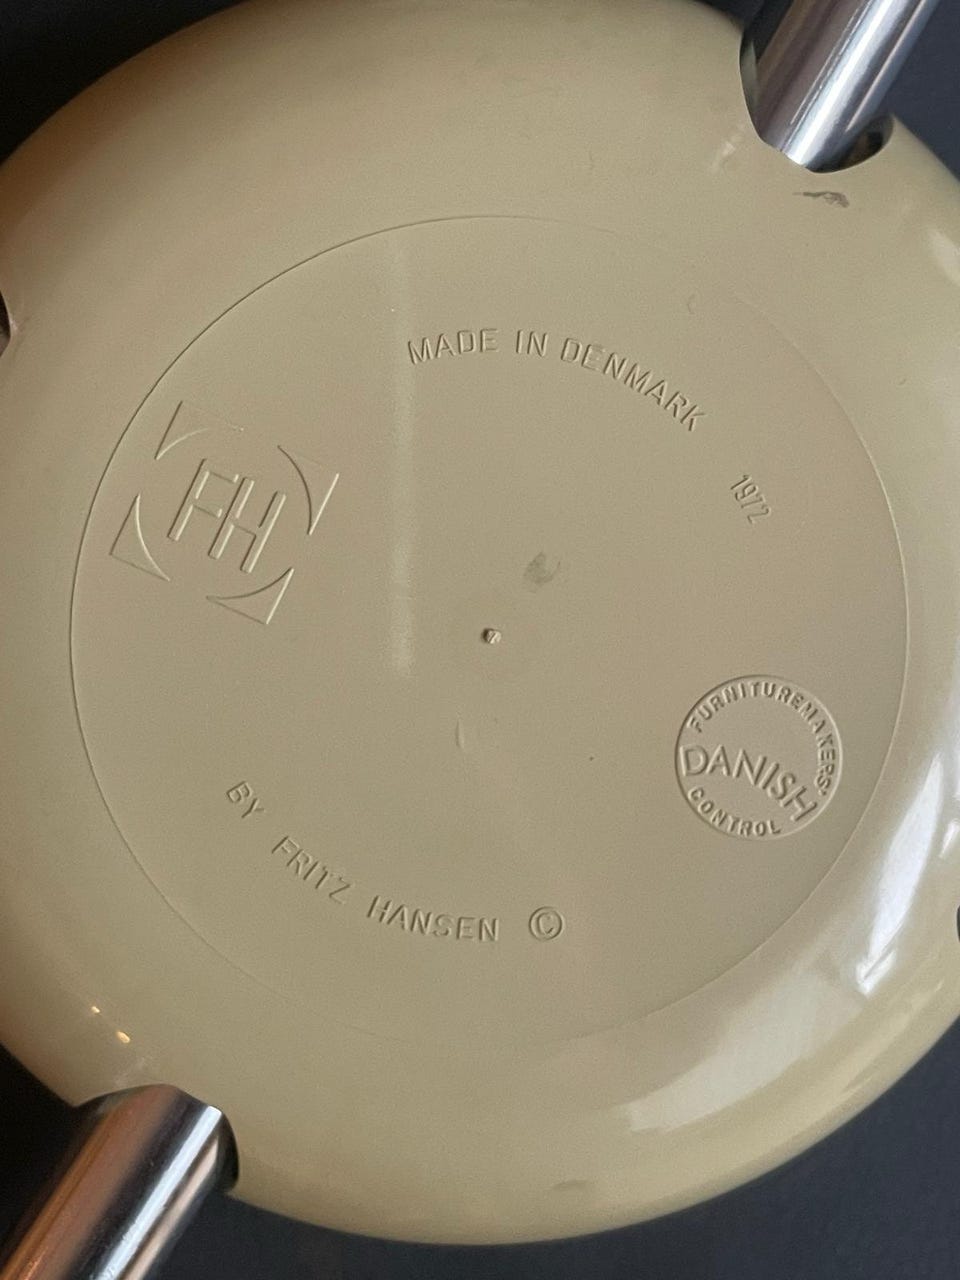 MADE IN DENMARK
1972
FH
FURNITUREMAKERS'
DANISH
CONTROL
BY FRITZ HANSEN ©